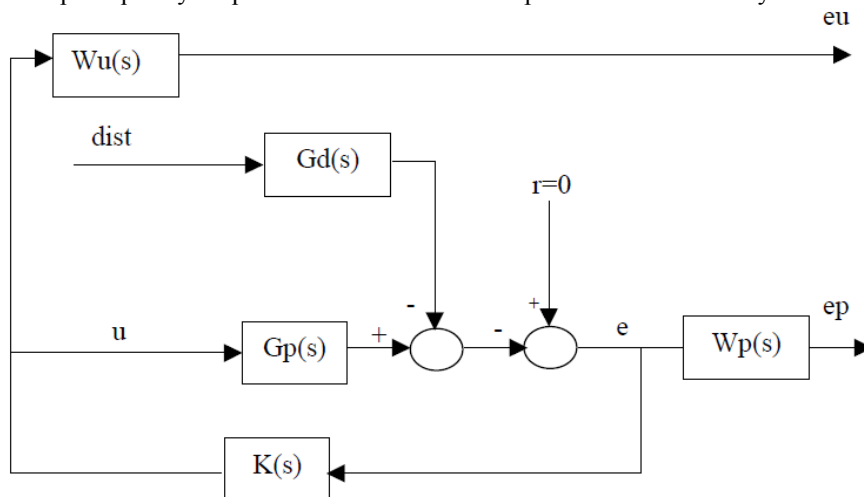 eu
Wu(s)
dist
Gd(s)
r=0
-
+
u
Gp(s)
+
-
e
Wp(s)
ep
K(s)